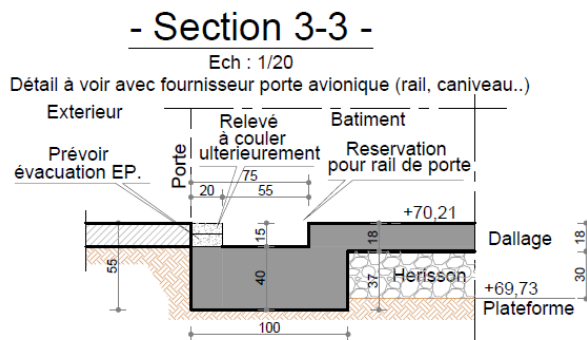 - Section 3-3 -
Ech : 1/20
Détail à voir avec fournisseur porte avionique (rail, caniveau..)
Exterieur
Batiment
Relevé
à couler
ulterieurement
Prévoir
évacuation EP.
Porte
Reservation
pour rail de porte
75
20
55
+70,21
15
18
Dallage
18
55
40
37
Herisson
30
+69,73
Plateforme
100